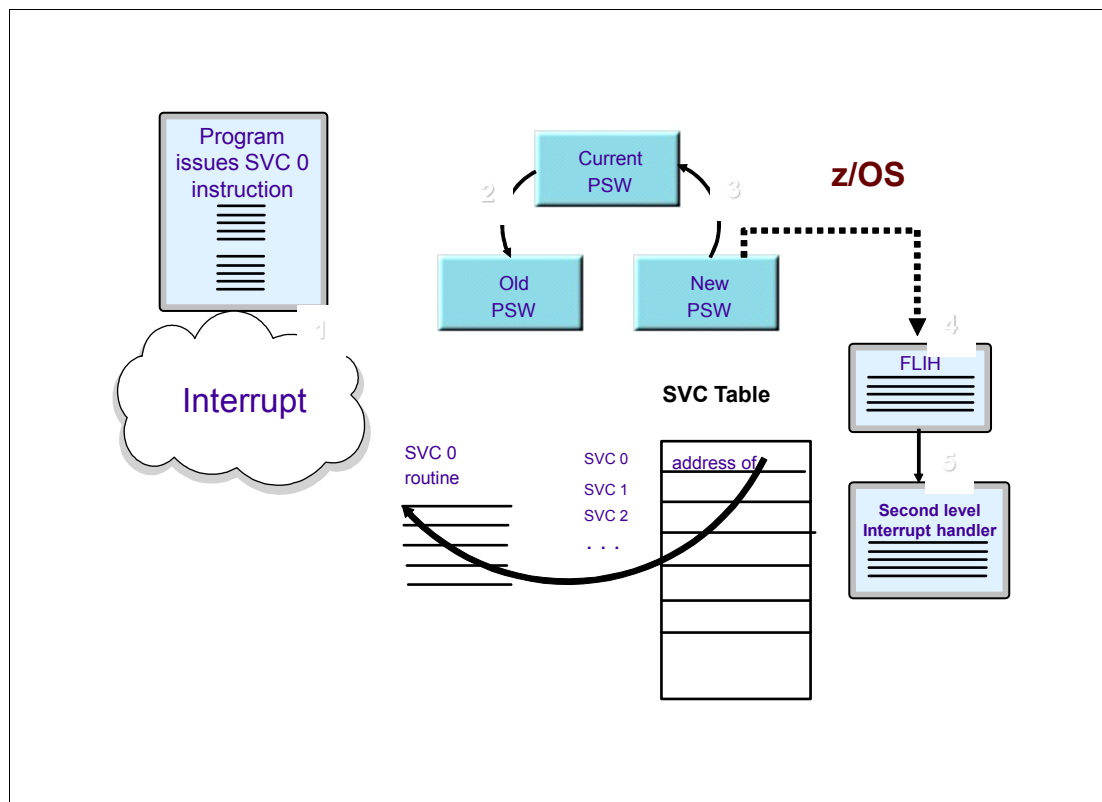 Program
issues SVC 0
instruction
1
Interrupt
Current
PSW
2
3
Old
PSW
New
PSW
z/OS
4
FLIH
5
Second level
Interrupt handler
SVC Table
SVC 0
routine
SVC 0
SVC 1
SVC 2
. . .
address of